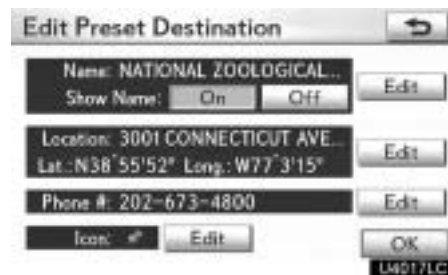 Edit Preset Destination
Name: NATIONAL ZOOLOGICAL...
Show Name: On Off
Edit
Location: 3001 CONNECTICUT AVE...
Lat.:N38°55'52" Long.:W77°3'15"
Edit
Phone #: 202-673-4800
Edit
Icon: Edit
OK
U4017LC